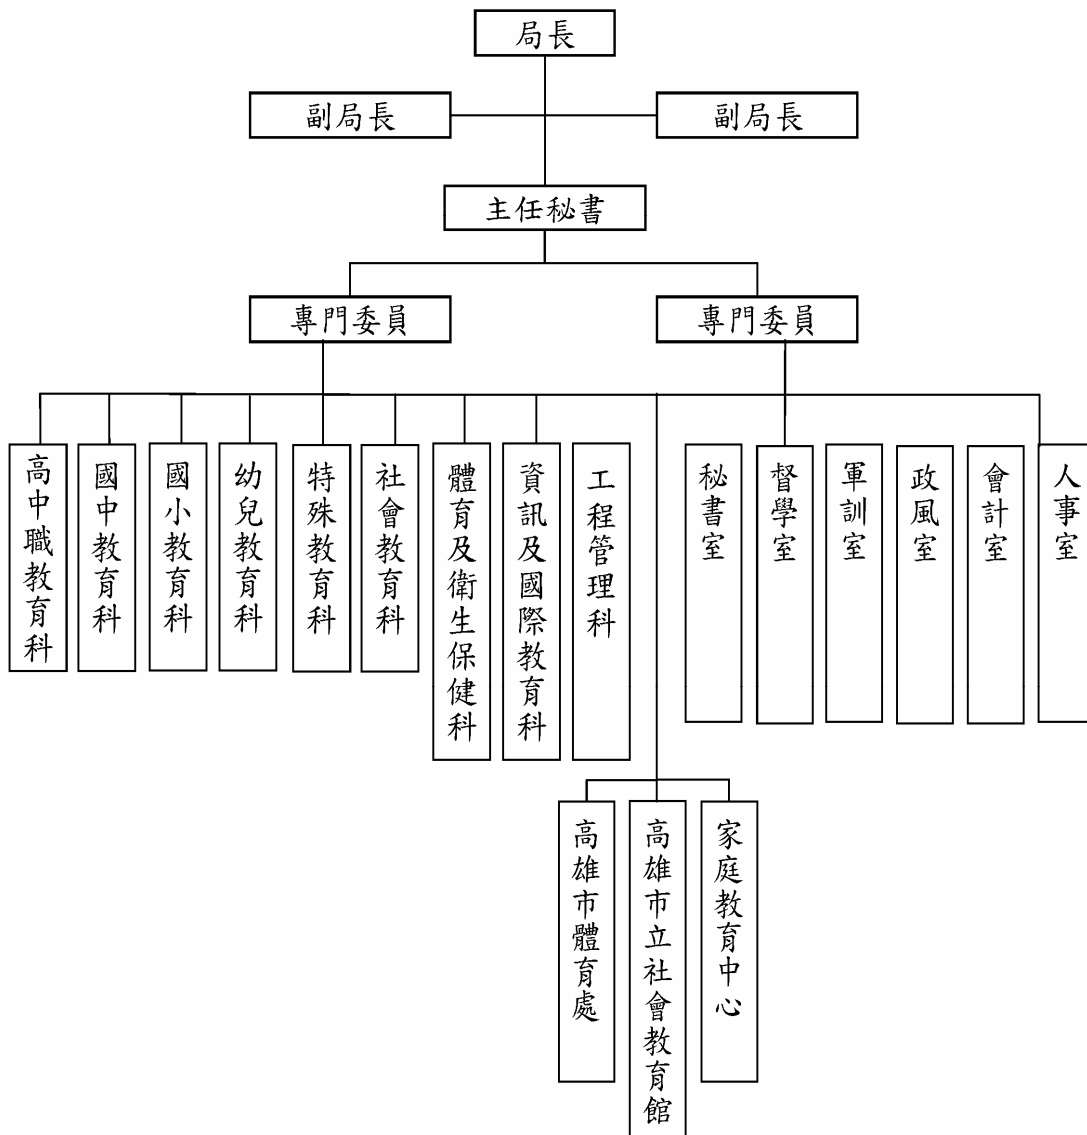 局長
副局長
副局長
主任秘書
專門委員
專門委員
高中職教育科
國中教育科
國小教育科
幼兒教育科
特殊教育科
社會教育科
體育及衛生保健科
資訊及國際教育科
工程管理科
秘書室
督學室
軍訓室
政風室
會計室
人事室
高雄市體育處
高雄市立社會教育館
家庭教育中心